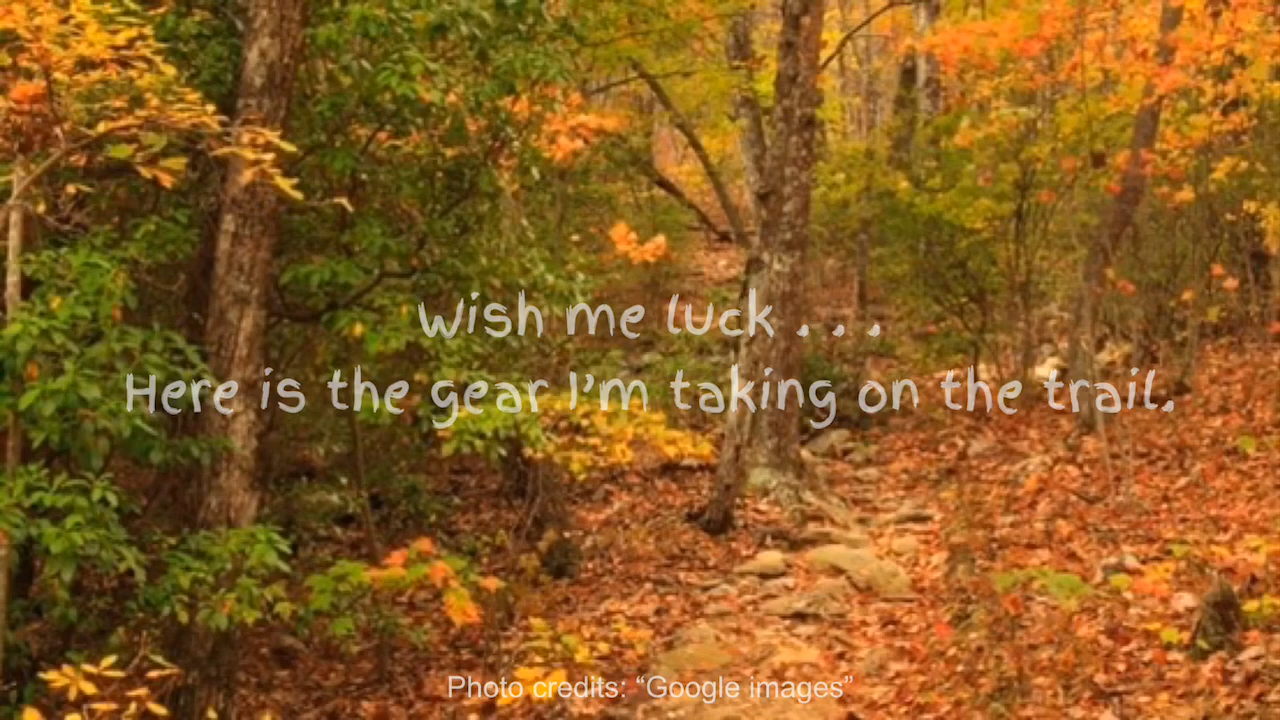 Wish me luck . . .
Here is the gear I'm taking on the trail.
Photo credits: “Google images”